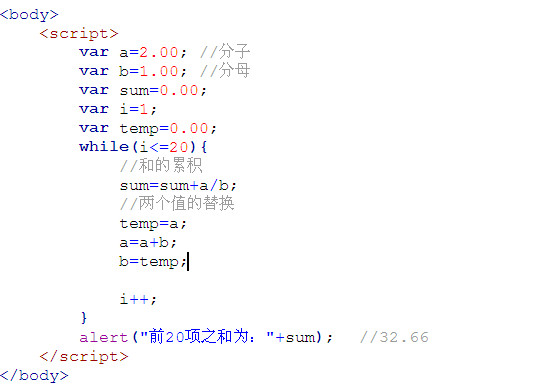 <body>
<script>
var a=2.00; //分子
var b=1.00; //分母
var sum=0.00;
var i=1;
var temp=0.00;
while(i<=20){
//和的累积
sum=sum+a/b;
//两个值的替换
temp=a;
a=a+b;
b=temp;
i++;
}
alert("前20项之和为："+sum); //32.66
</script>
</body>